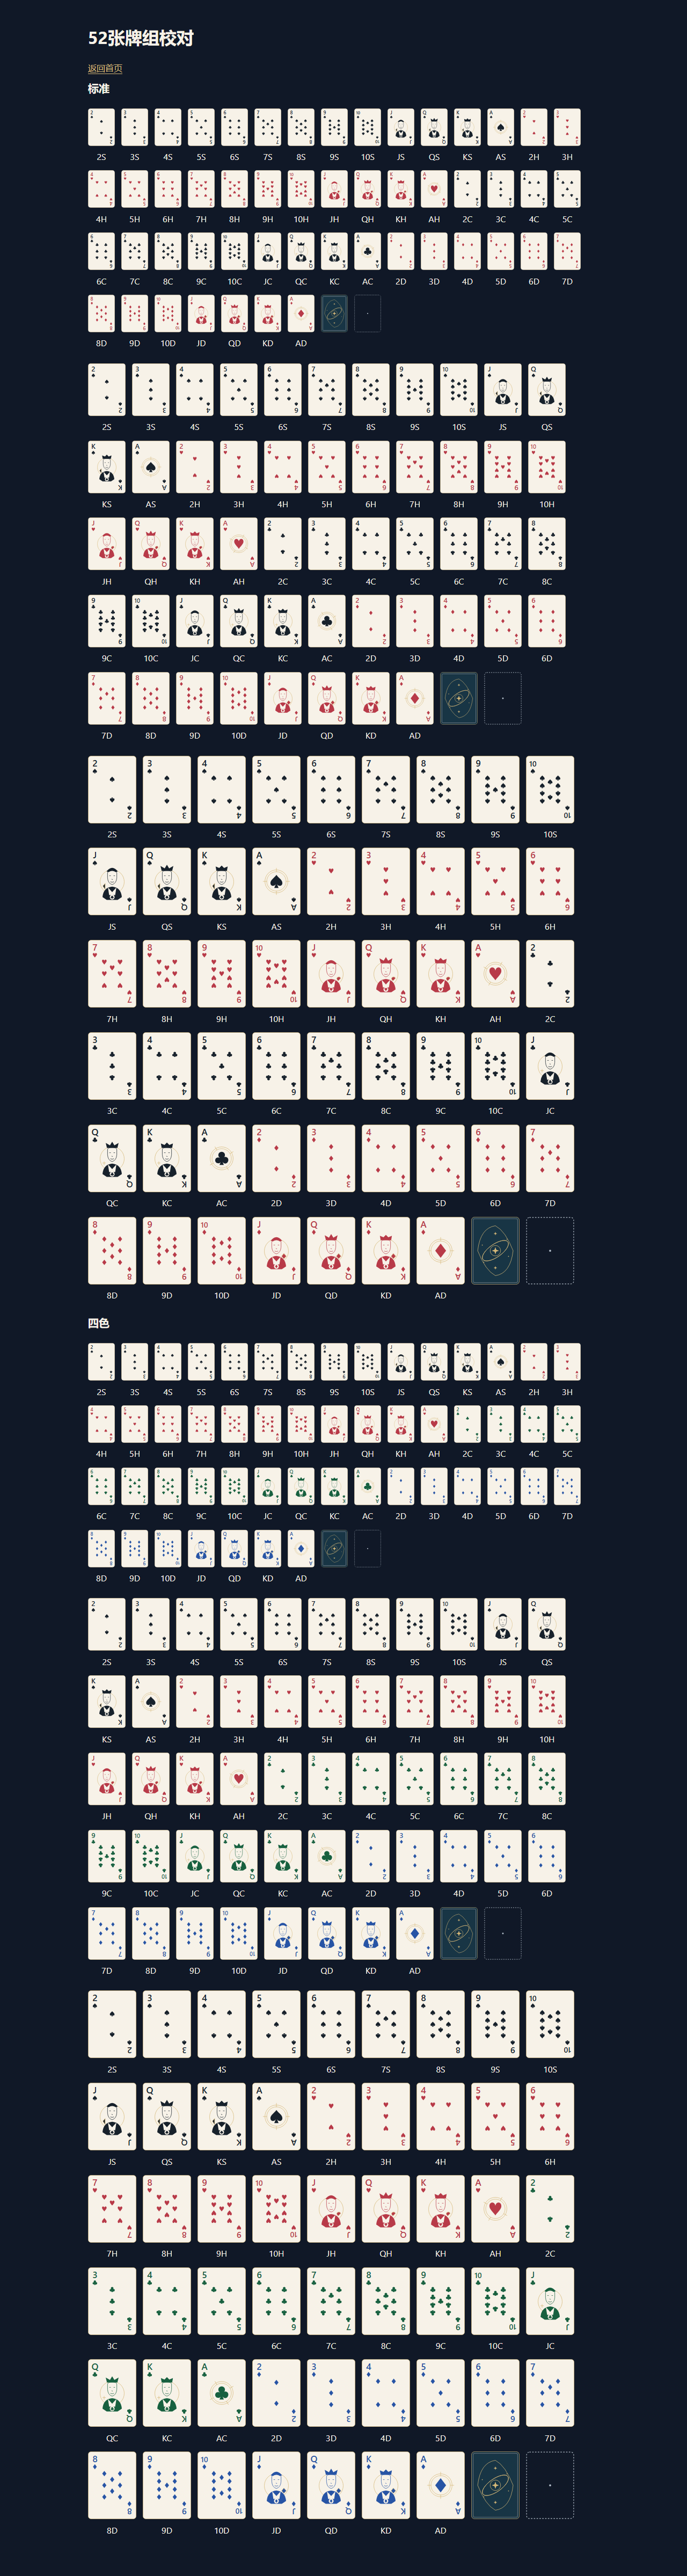 52张牌组校对
返回首页
标准
2S 3S 4S 5S 6S 7S 8S 9S 10S JS QS KS AS 2H 3H
4H 5H 6H 7H 8H 9H 10H JH QH KH AH 2C 3C 4C 5C
6C 7C 8C 9C 10C JC QC KC AC 2D 3D 4D 5D 6D 7D
8D 9D 10D JD QD KD AD
2S 3S 4S 5S 6S 7S 8S 9S 10S JS QS
KS AS 2H 3H 4H 5H 6H 7H 8H 9H 10H
JH QH KH AH 2C 3C 4C 5C 6C 7C 8C
9C 10C JC QC KC AC 2D 3D 4D 5D 6D
7D 8D 9D 10D JD QD KD AD
2S 3S 4S 5S 6S 7S 8S 9S 10S
JS QS KS AS 2H 3H 4H 5H 6H
7H 8H 9H 10H JH QH KH AH 2C
3C 4C 5C 6C 7C 8C 9C 10C JC
QC KC AC 2D 3D 4D 5D 6D 7D
8D 9D 10D JD QD KD AD
四色
2S 3S 4S 5S 6S 7S 8S 9S 10S JS QS KS AS 2H 3H
4H 5H 6H 7H 8H 9H 10H JH QH KH AH 2C 3C 4C 5C
6C 7C 8C 9C 10C JC QC KC AC 2D 3D 4D 5D 6D 7D
8D 9D 10D JD QD KD AD
2S 3S 4S 5S 6S 7S 8S 9S 10S JS QS
KS AS 2H 3H 4H 5H 6H 7H 8H 9H 10H
JH QH KH AH 2C 3C 4C 5C 6C 7C 8C
9C 10C JC QC KC AC 2D 3D 4D 5D 6D
7D 8D 9D 10D JD QD KD AD
2S 3S 4S 5S 6S 7S 8S 9S 10S
JS QS KS AS 2H 3H 4H 5H 6H
7H 8H 9H 10H JH QH KH AH 2C
3C 4C 5C 6C 7C 8C 9C 10C JC
QC KC AC 2D 3D 4D 5D 6D 7D
8D 9D 10D JD QD KD AD